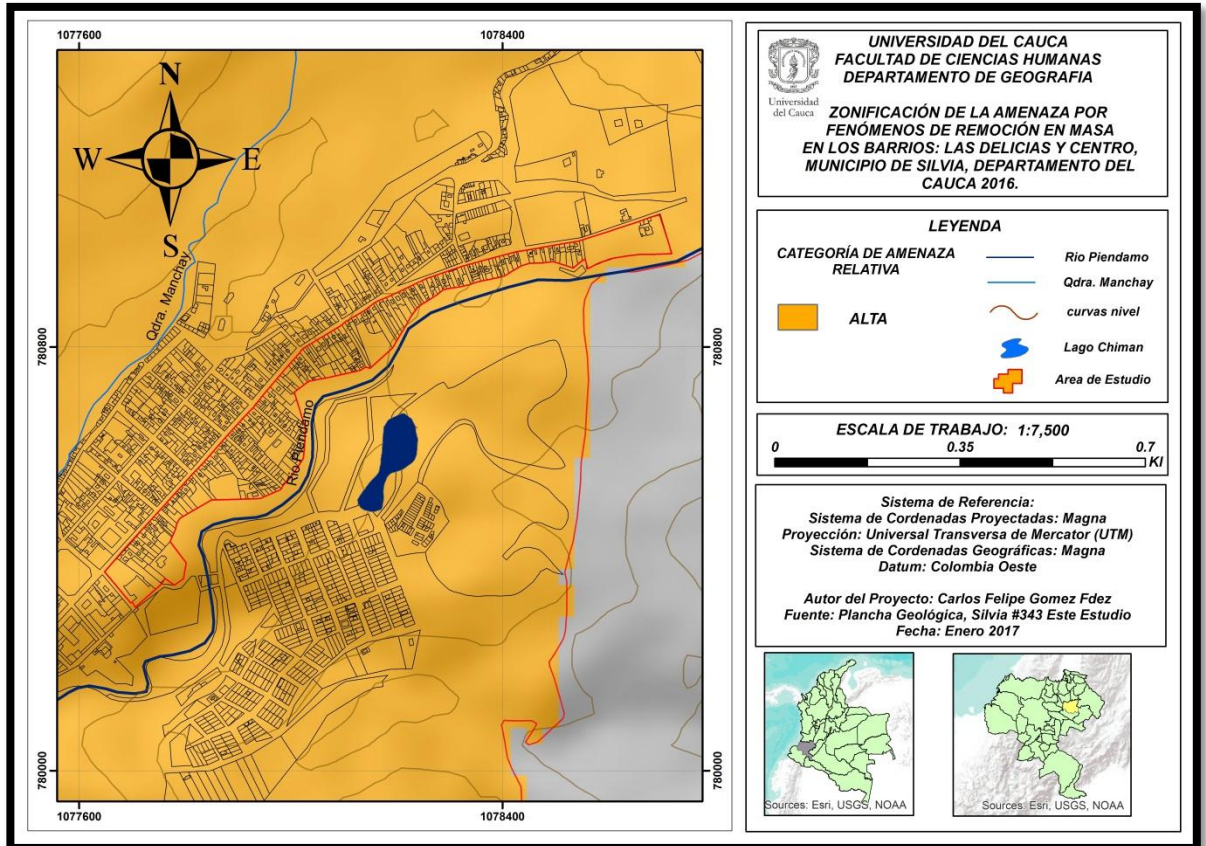 1077600
1078400
N
W
E
S
Qdra. Manchay
Rio Piendamo
780800
780800
780000
780000
1077600
1078400
Universidad
del Cauca
UNIVERSIDAD DEL CAUCA
FACULTAD DE CIENCIAS HUMANAS
DEPARTAMENTO DE GEOGRAFIA
ZONIFICACIÓN DE LA AMENAZA POR
FENÓMENOS DE REMOCIÓN EN MASA
EN LOS BARRIOS: LAS DELICIAS Y CENTRO,
MUNICIPIO DE SILVIA, DEPARTAMENTO DEL
CAUCA 2016.
LEYENDA
CATEGORÍA DE AMENAZA
RELATIVA
ALTA
Rio Piendamo
Qdra. Manchay
curvas nivel
Lago Chiman
Area de Estudio
ESCALA DE TRABAJO: 1:7,500
0 0.35 0.7
Kl
Sistema de Referencia:
Sistema de Cordenadas Proyectadas: Magna
Proyección: Universal Transversa de Mercator (UTM)
Sistema de Cordenadas Geográficas: Magna
Datum: Colombia Oeste
Autor del Proyecto: Carlos Felipe Gomez Fdez
Fuente: Plancha Geológica, Silvia #343 Este Estudio
Fecha: Enero 2017
Sources: Esri, USGS, NOAA
Sources: Esri, USGS, NOAA